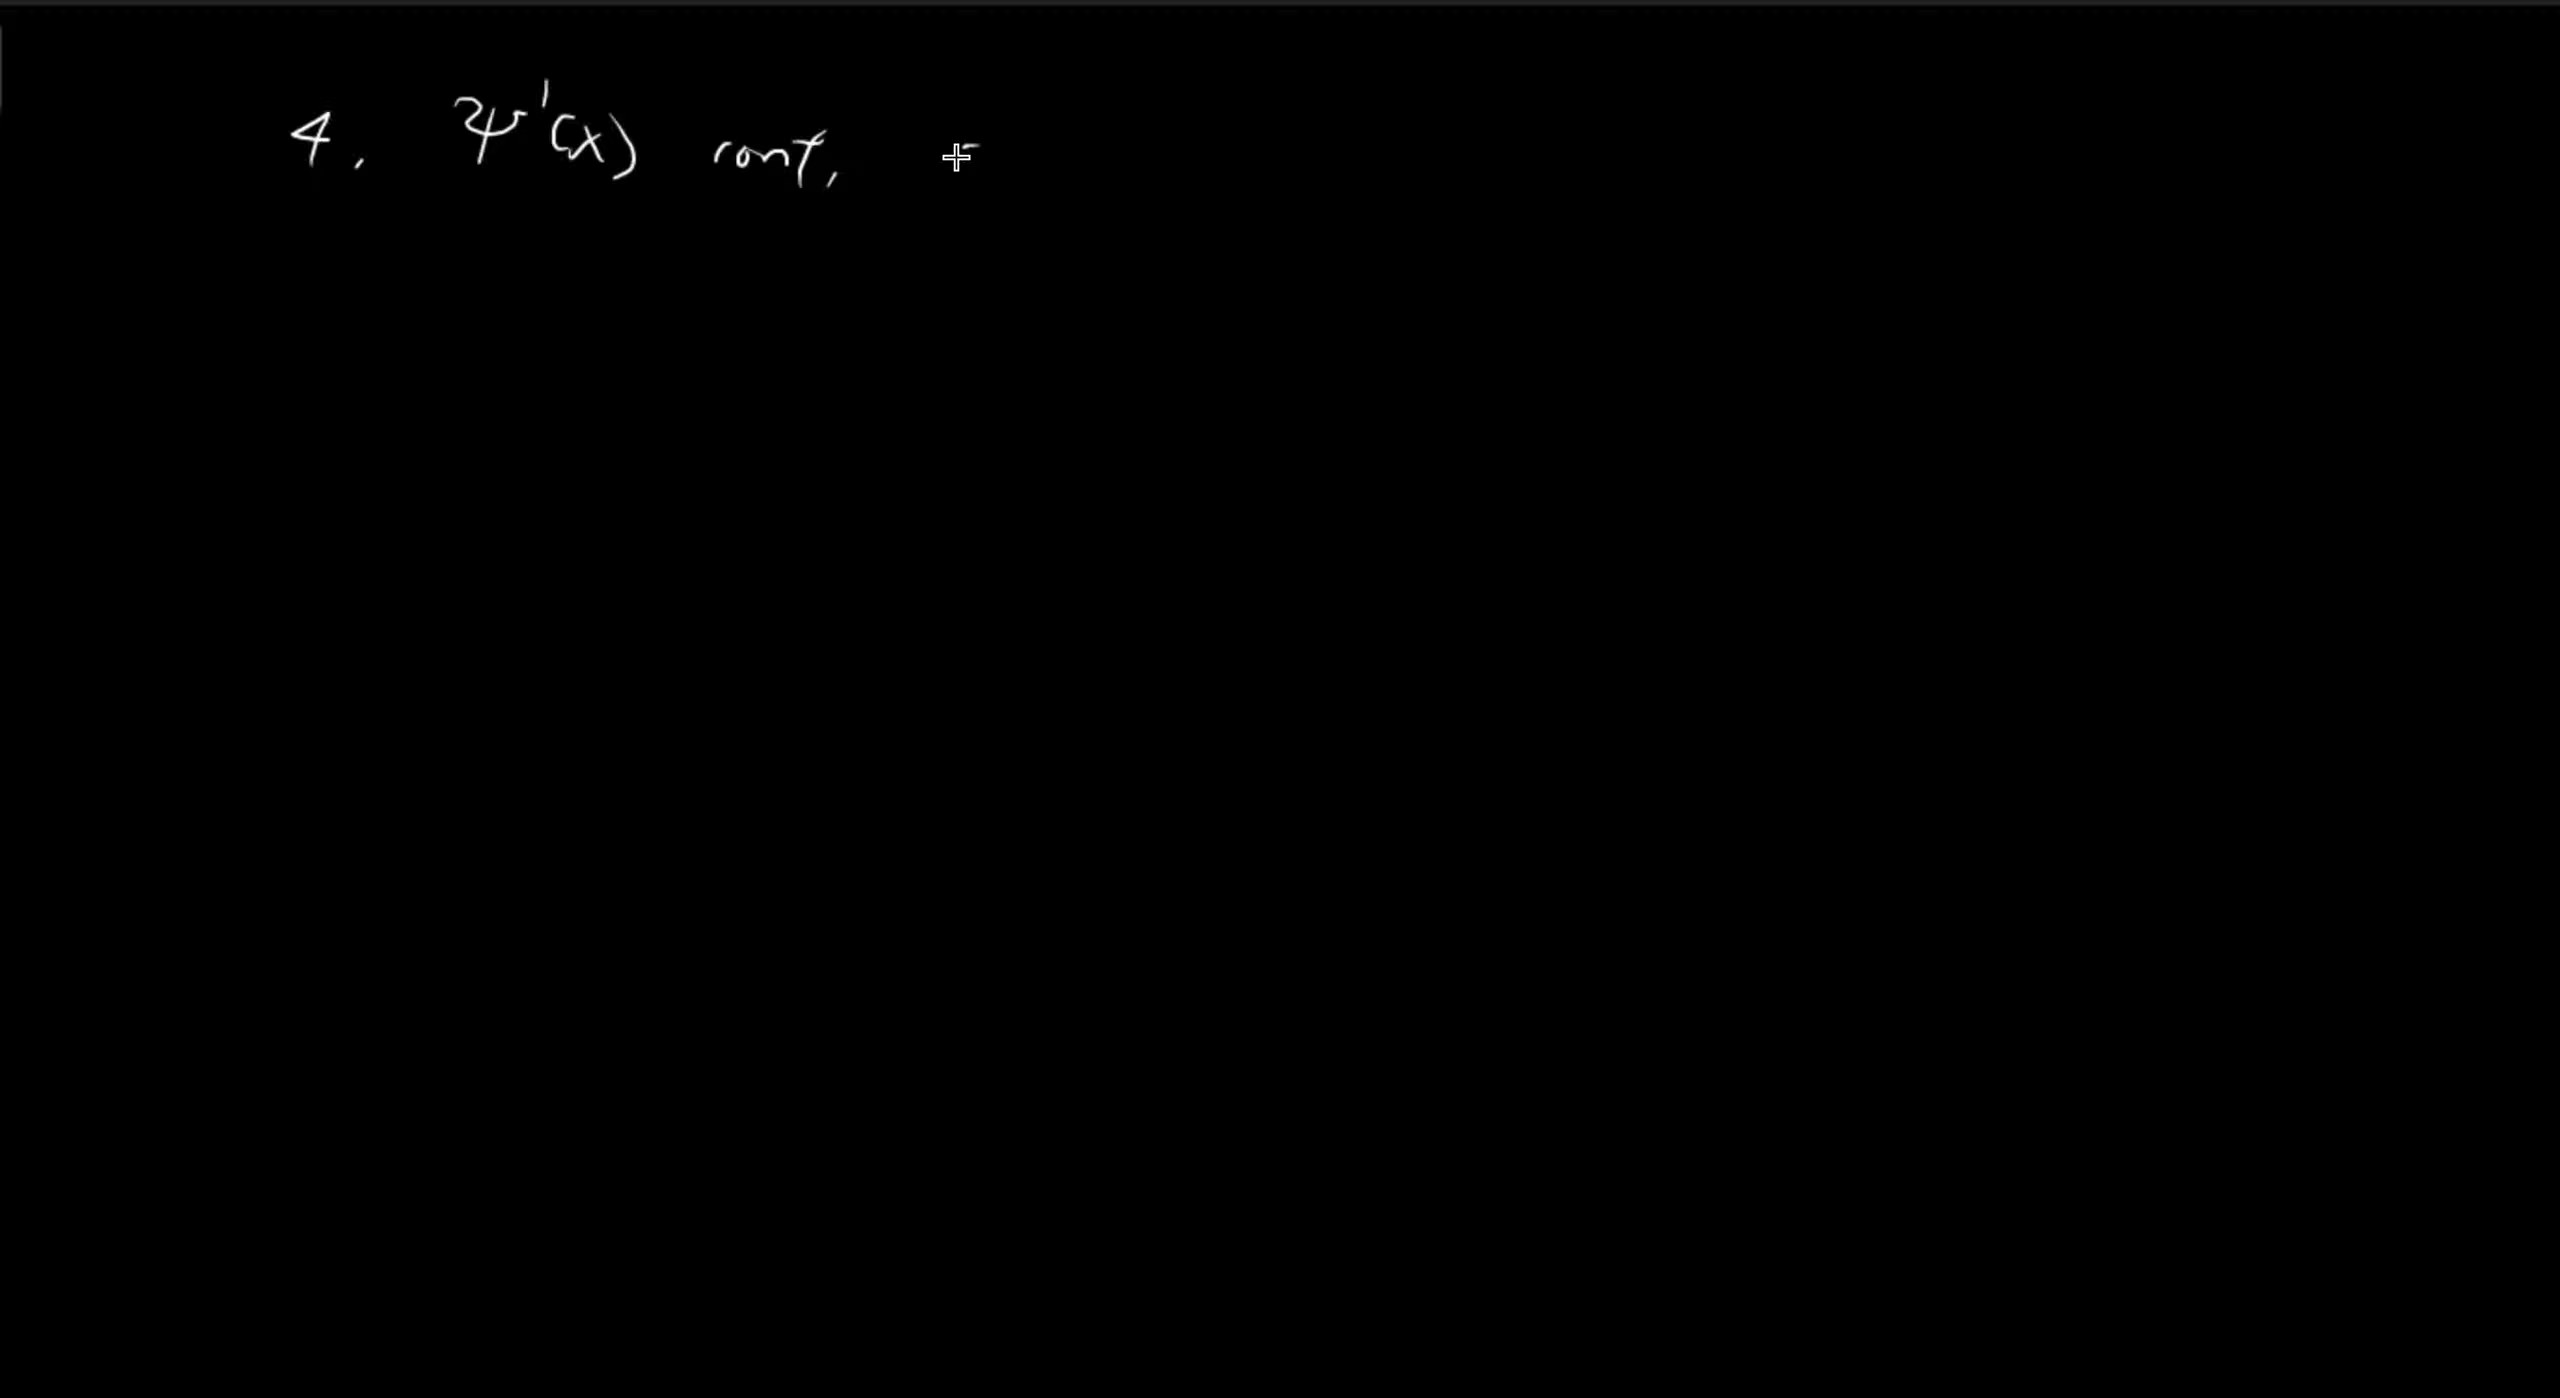 4. ψ'(x) cont.